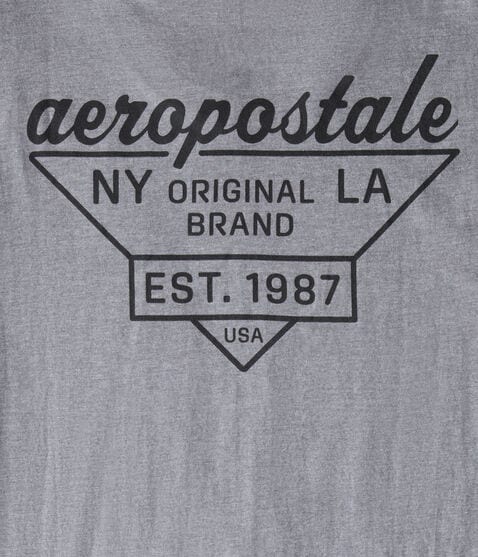 aeropostale
NY ORIGINAL LA
BRAND
EST. 1987
USA